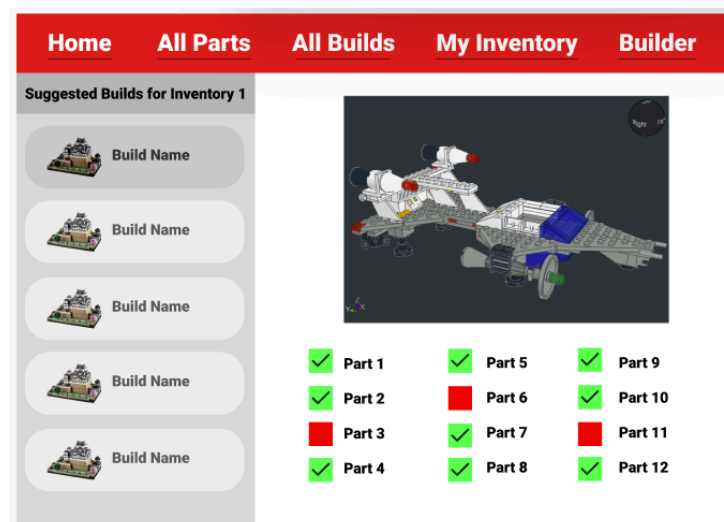 Home All Parts All Builds My Inventory Builder
Suggested Builds for Inventory 1
Build Name
Build Name
Build Name
Build Name
Build Name
Right
Z
Y X
Part 1 Part 5 Part 9
Part 2 Part 6 Part 10
Part 3 Part 7 Part 11
Part 4 Part 8 Part 12